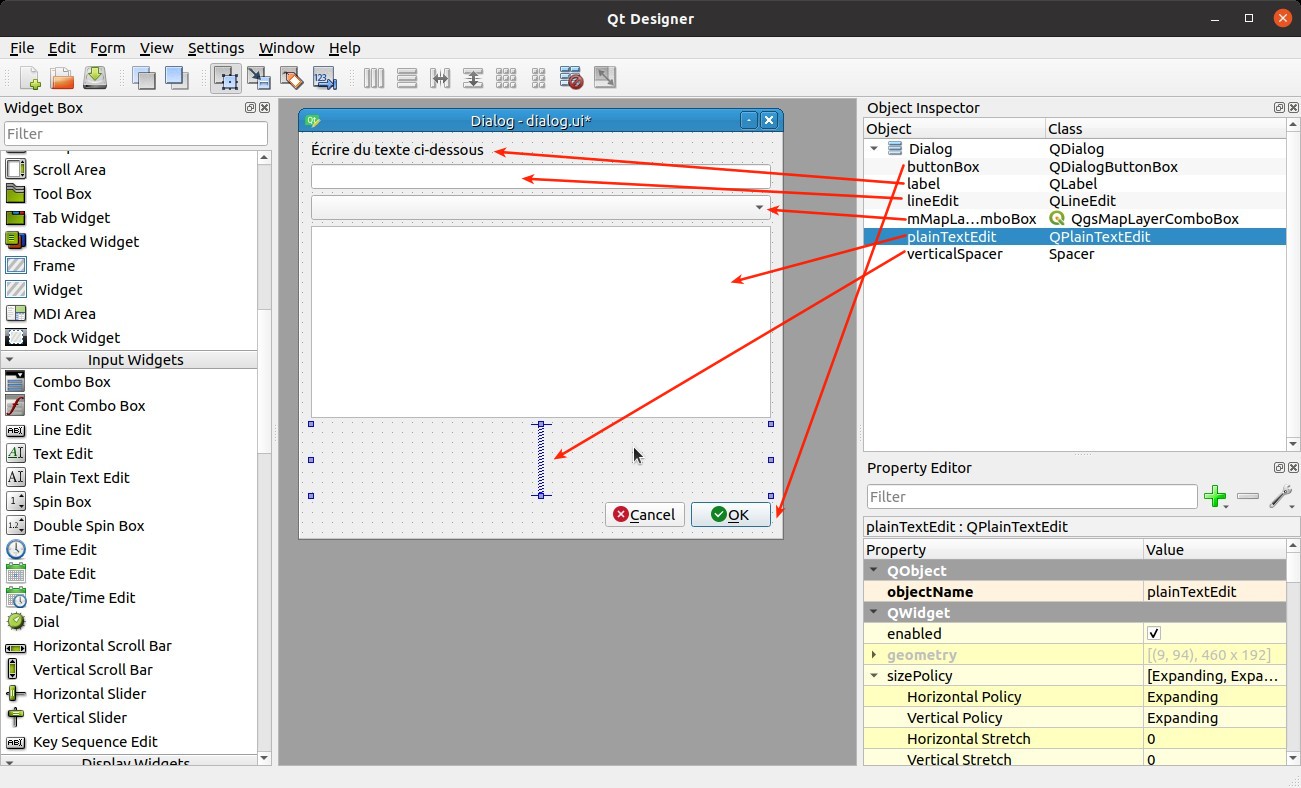 Qt Designer
File Edit Form View Settings Window Help
123
Widget Box
Filter
Scroll Area
Tool Box
Tab Widget
Stacked Widget
Frame
Widget
MDI Area
Dock Widget
Input Widgets
Combo Box
Font Combo Box
Line Edit
Text Edit
Plain Text Edit
Spin Box
Double Spin Box
Time Edit
Date Edit
Date/Time Edit
Dial
Horizontal Scroll Bar
Vertical Scroll Bar
Horizontal Slider
Vertical Slider
Key Sequence Edit
Display Widgets
Dialog - dialog.ui*
Écrire du texte ci-dessous
Cancel OK
Object Inspector
Object Class
Dialog QDialog
buttonBox QDialogButtonBox
label QLabel
lineEdit QLineEdit
mMapLa...mboBox QgsMapLayerComboBox
plainTextEdit QPlainTextEdit
verticalSpacer Spacer
Property Editor
Filter
plainTextEdit : QPlainTextEdit
Property Value
QObject
objectName plainTextEdit
QWidget
enabled
geometry [(9, 94), 460 x 192]
sizePolicy [Expanding, Expa...
Horizontal Policy Expanding
Vertical Policy Expanding
Horizontal Stretch 0
Vertical Stretch 0